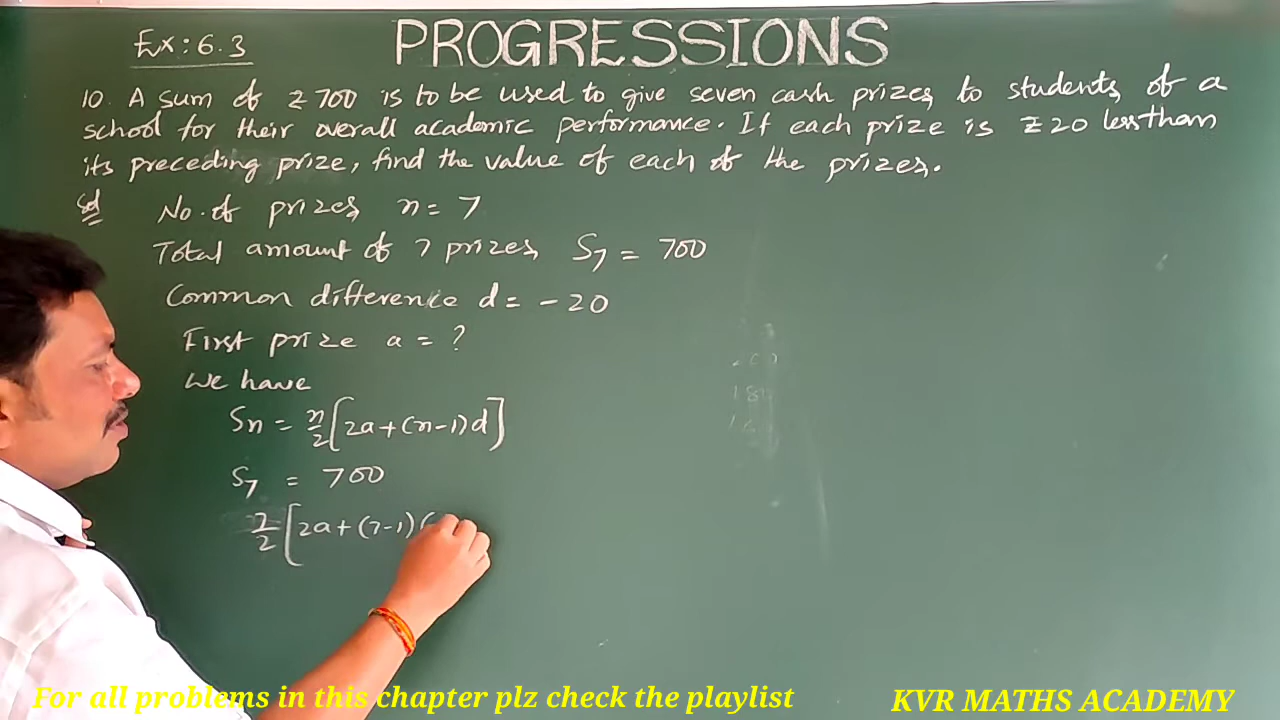 Ex: 6.3
PROGRESSIONS
10. A sum of ₹ 700 is to be used to give seven cash prizes to students of a
school for their overall academic performance. If each prize is ₹ 20 less than
its preceding prize, find the value of each of the prizes.
Sol No. of prizes n = 7
Total amount of 7 prizes S₇ = 700
Common difference d = - 20
First prize a = ?
We have
Sn = n/2 [2a + (n-1)d]
S₇ = 700
7/2 [2a + (7-1)(
For all problems in this chapter plz check the playlist
KVR MATHS ACADEMY